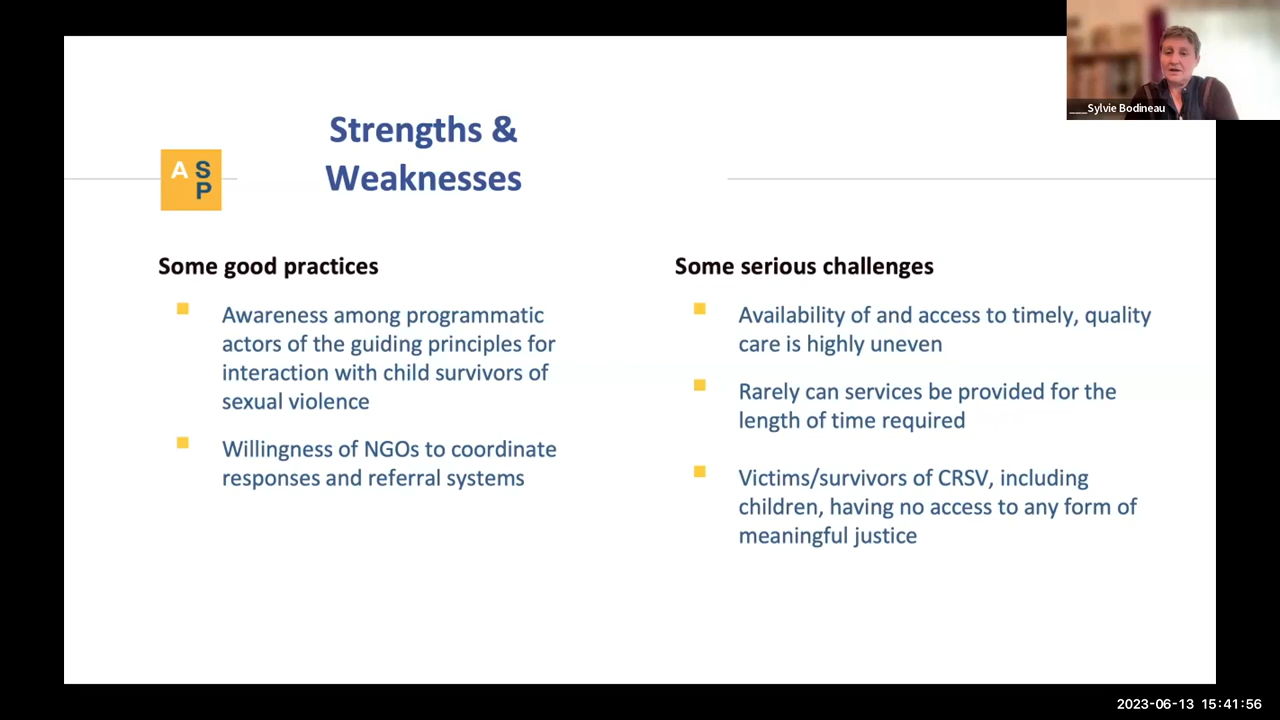 ___Sylvie Bodineau
Strengths &
Weaknesses
A S
P
Some good practices
Awareness among programmatic
actors of the guiding principles for
interaction with child survivors of
sexual violence
Willingness of NGOs to coordinate
responses and referral systems
Some serious challenges
Availability of and access to timely, quality
care is highly uneven
Rarely can services be provided for the
length of time required
Victims/survivors of CRSV, including
children, having no access to any form of
meaningful justice
2023-06-13 15:41:56